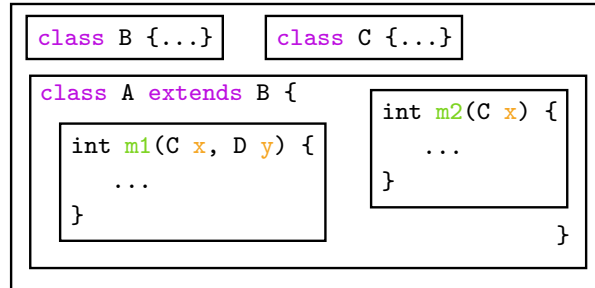 class B {...}
class C {...}
class A extends B {
int m1(C x, D y) {
...
}
int m2(C x) {
...
}
}